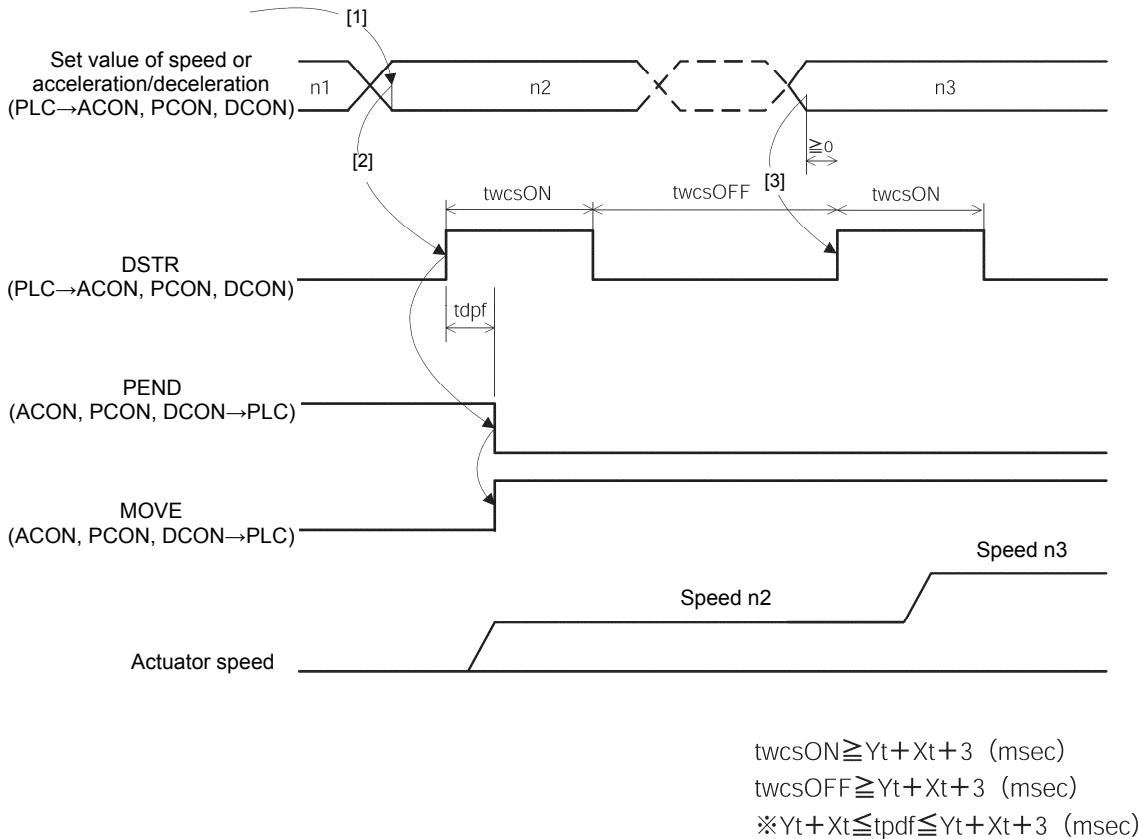 [1]
Set value of speed or
acceleration/deceleration
(PLC→ACON, PCON, DCON)
n1
n2
n3
[2]
≧0
[3]
twcsON
twcsOFF
twcsON
DSTR
(PLC→ACON, PCON, DCON)
tdpf
PEND
(ACON, PCON, DCON→PLC)
MOVE
(ACON, PCON, DCON→PLC)
Speed n3
Speed n2
Actuator speed
twcsON≧Yt+Xt+3 (msec)
twcsOFF≧Yt+Xt+3 (msec)
※Yt+Xt≦tpdf≦Yt+Xt+3 (msec)